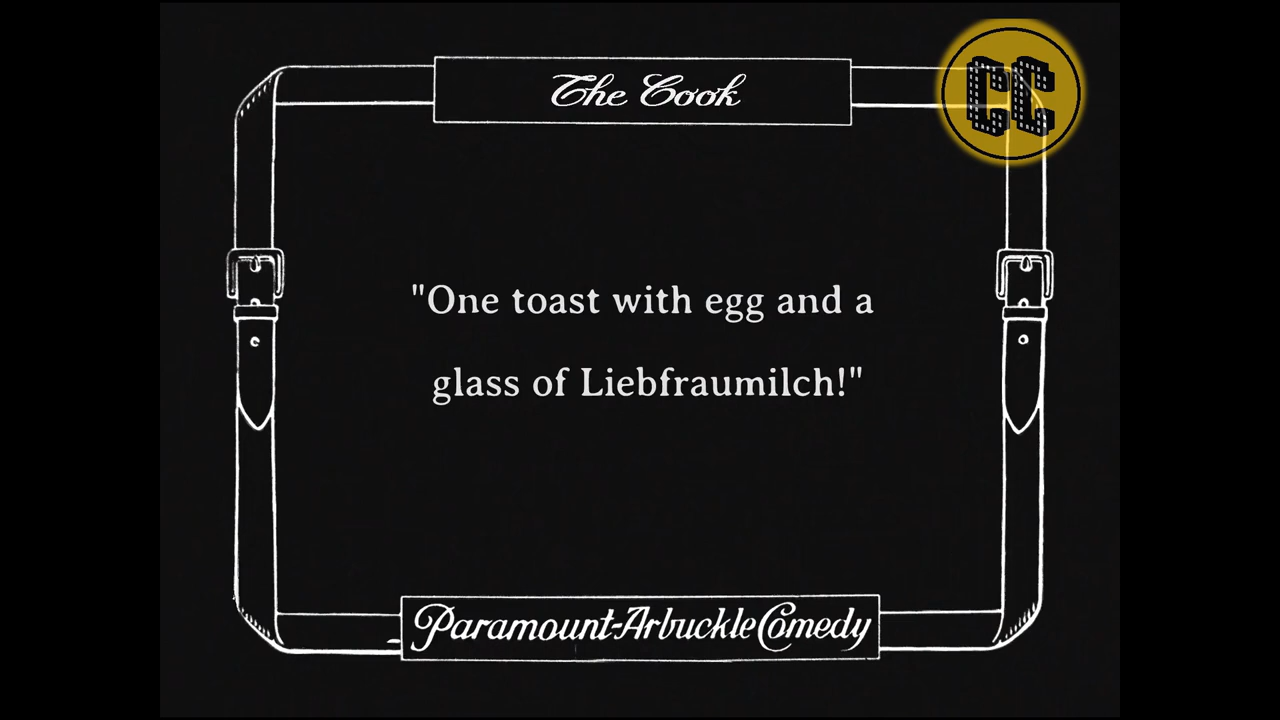 The Cook
CC
"One toast with egg and a
glass of Liebfraumilch!"
Paramount-Arbuckle Comedy